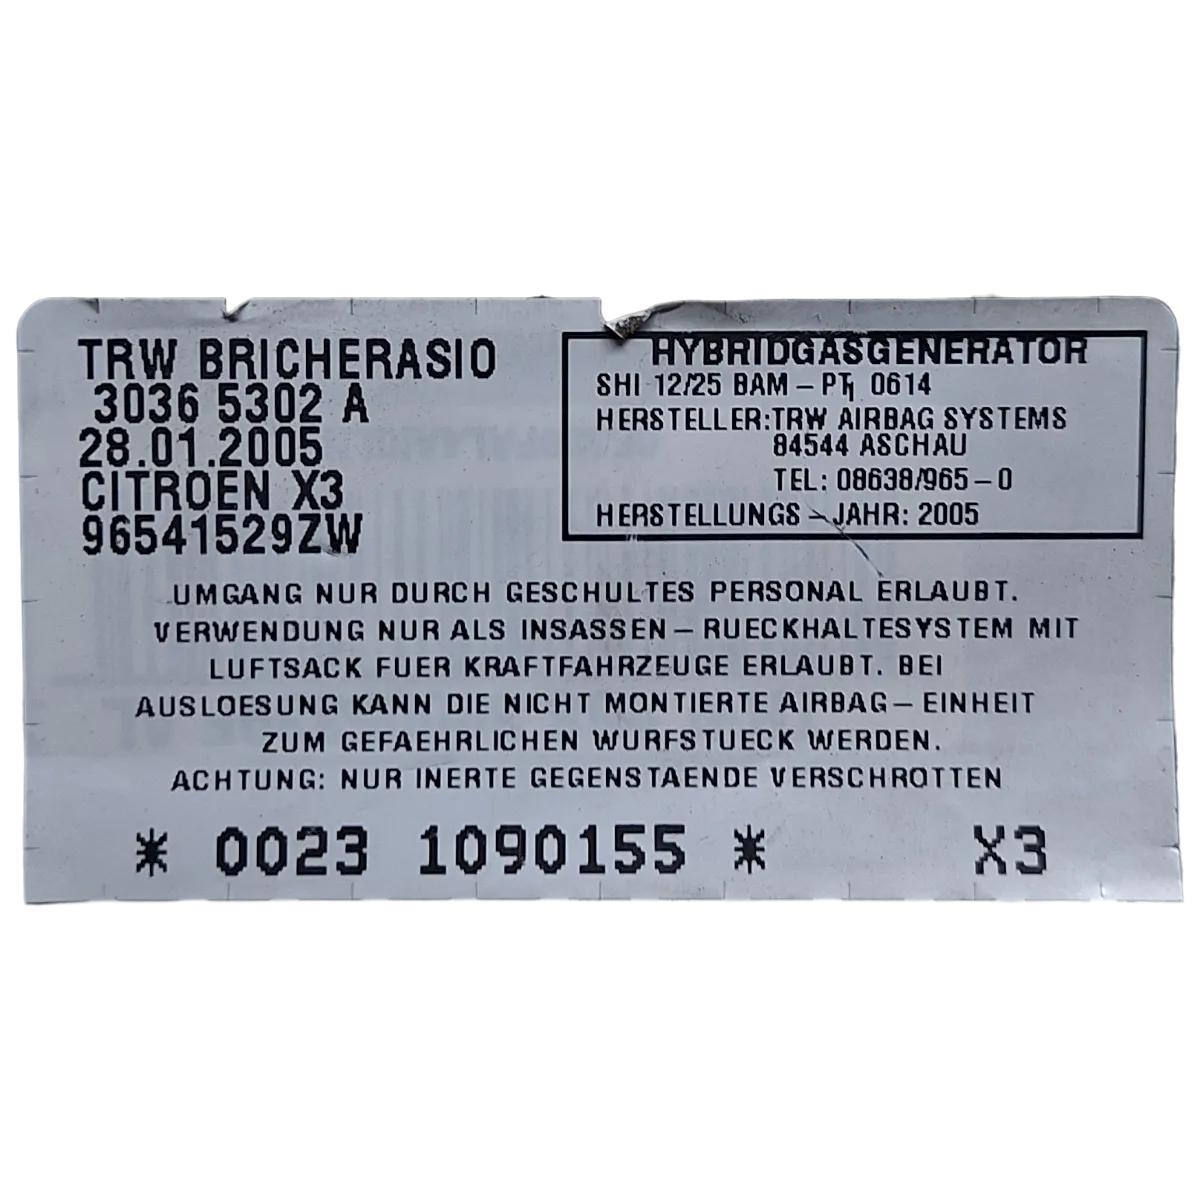 TRW BRICHERASIO
3036 5302 A
28.01.2005
CITROEN X3
96541529ZW
HYBRIDGASGENERATOR
SHI 12/25 BAM – PT1 0614
HERSTELLER:TRW AIRBAG SYSTEMS
84544 ASCHAU
TEL: 08638/965 – 0
HERSTELLUNGS – JAHR: 2005
UMGANG NUR DURCH GESCHULTES PERSONAL ERLAUBT.
VERWENDUNG NUR ALS INSASSEN – RUECKHALTESYSTEM MIT
LUFTSACK FUER KRAFTFAHRZEUGE ERLAUBT. BEI
AUSLOESUNG KANN DIE NICHT MONTIERTE AIRBAG – EINHEIT
ZUM GEFAEHRLICHEN WURFSTUECK WERDEN.
ACHTUNG: NUR INERTE GEGENSTAENDE VERSCHROTTEN
* 0023 1090155 * X3